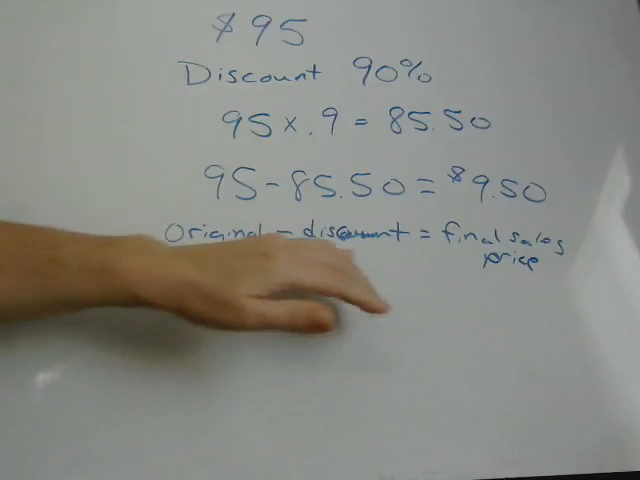 $95
Discount 90%
95 x .9 = 85.50
95 - 85.50 = $9.50
Original - discount = final sales
price